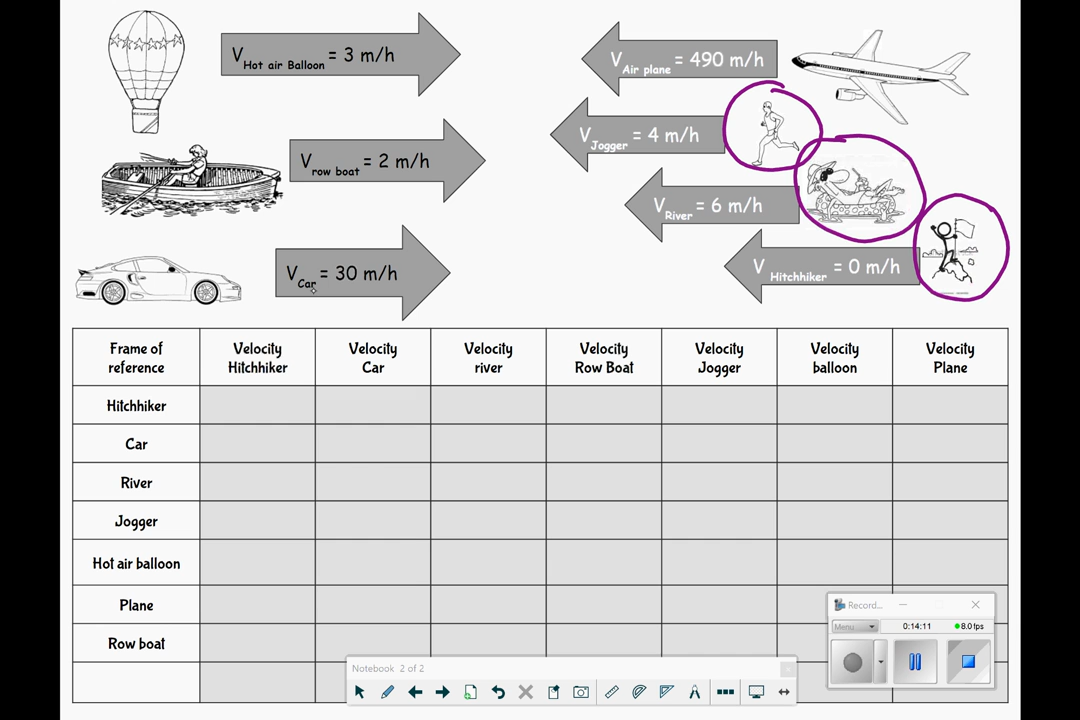 V Hot air Balloon = 3 m/h
V Air plane = 490 m/h
V Jogger = 4 m/h
V row boat = 2 m/h
V River = 6 m/h
V Car = 30 m/h
V Hitchhiker = 0 m/h
Frame of reference
Velocity Hitchhiker
Velocity Car
Velocity river
Velocity Row Boat
Velocity Jogger
Velocity balloon
Velocity Plane
Hitchhiker
Car
River
Jogger
Hot air balloon
Plane
Row boat
Record...
Menu
0:14:11
8.0 fps
Notebook 2 of 2